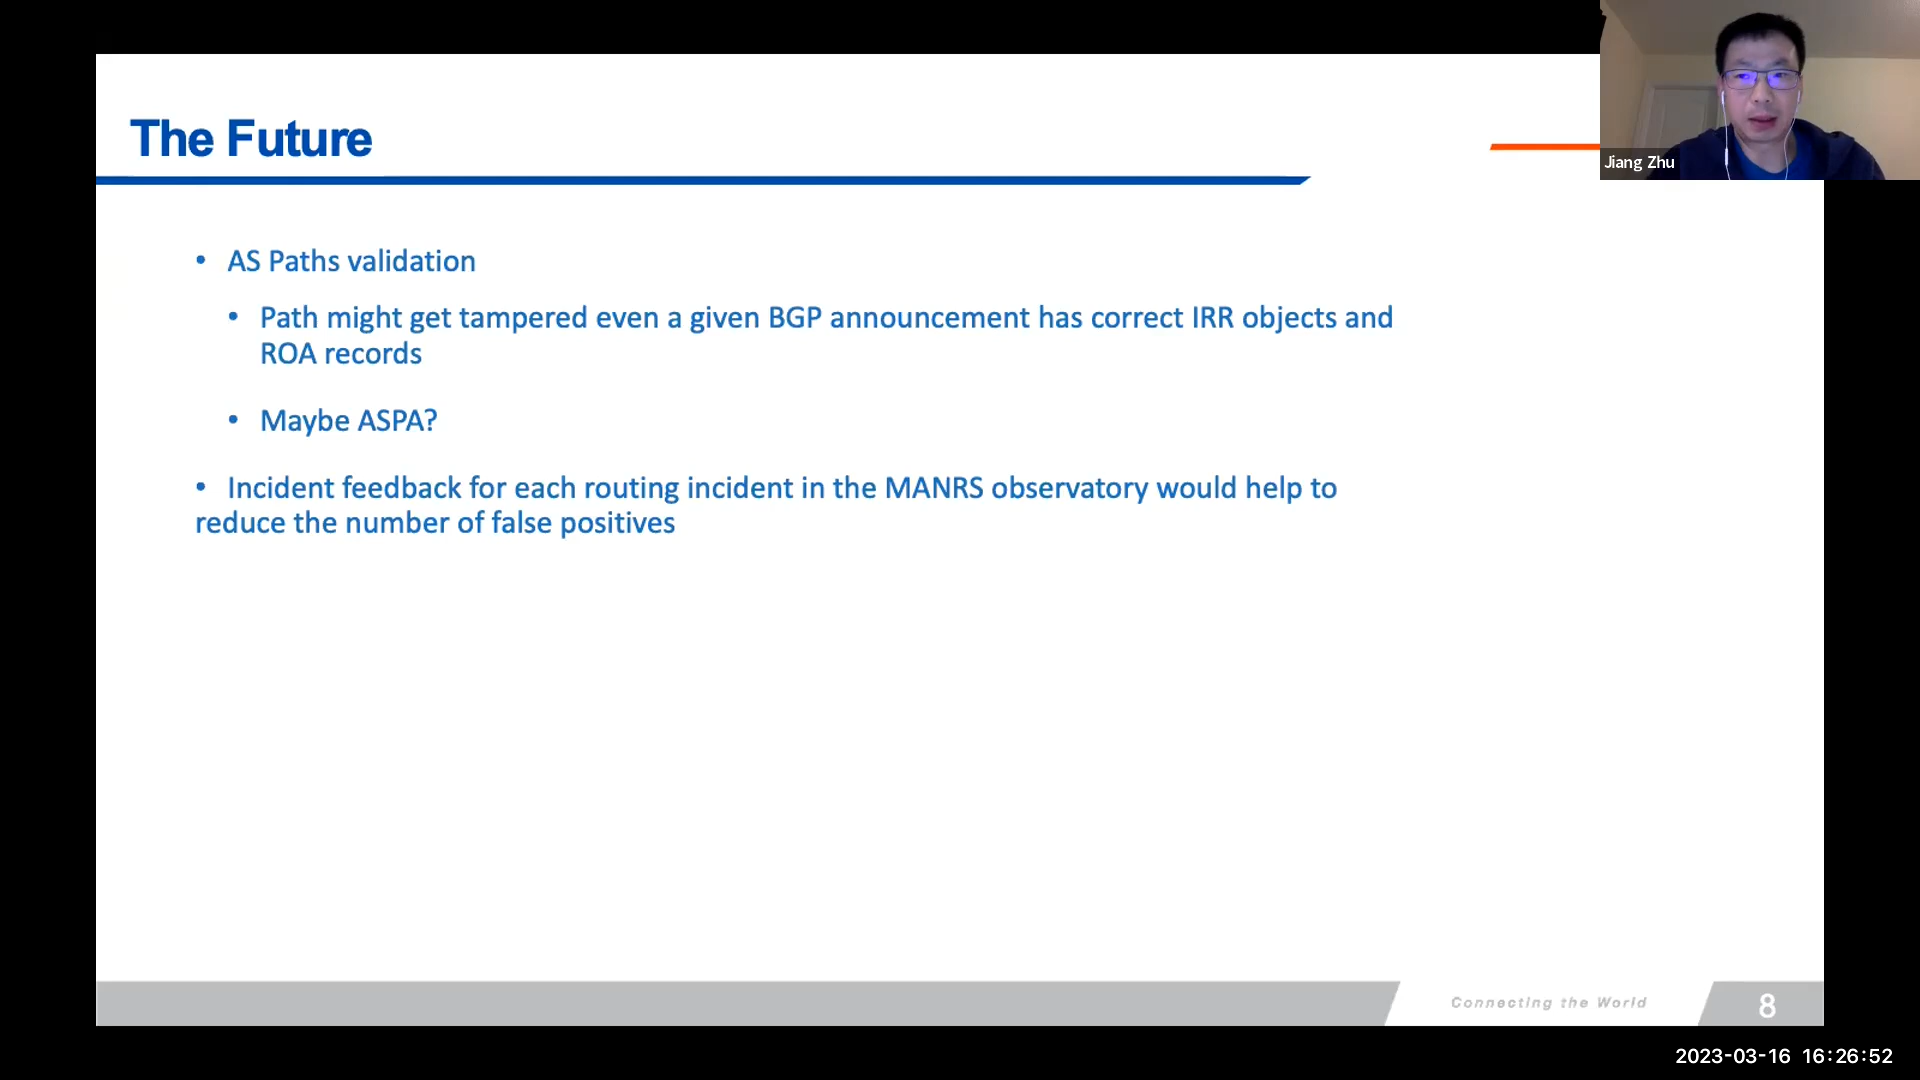 The Future
Jiang Zhu
• AS Paths validation
• Path might get tampered even a given BGP announcement has correct IRR objects and
ROA records
• Maybe ASPA?
• Incident feedback for each routing incident in the MANRS observatory would help to
reduce the number of false positives
Connecting the World
8
2023-03-16 16:26:52